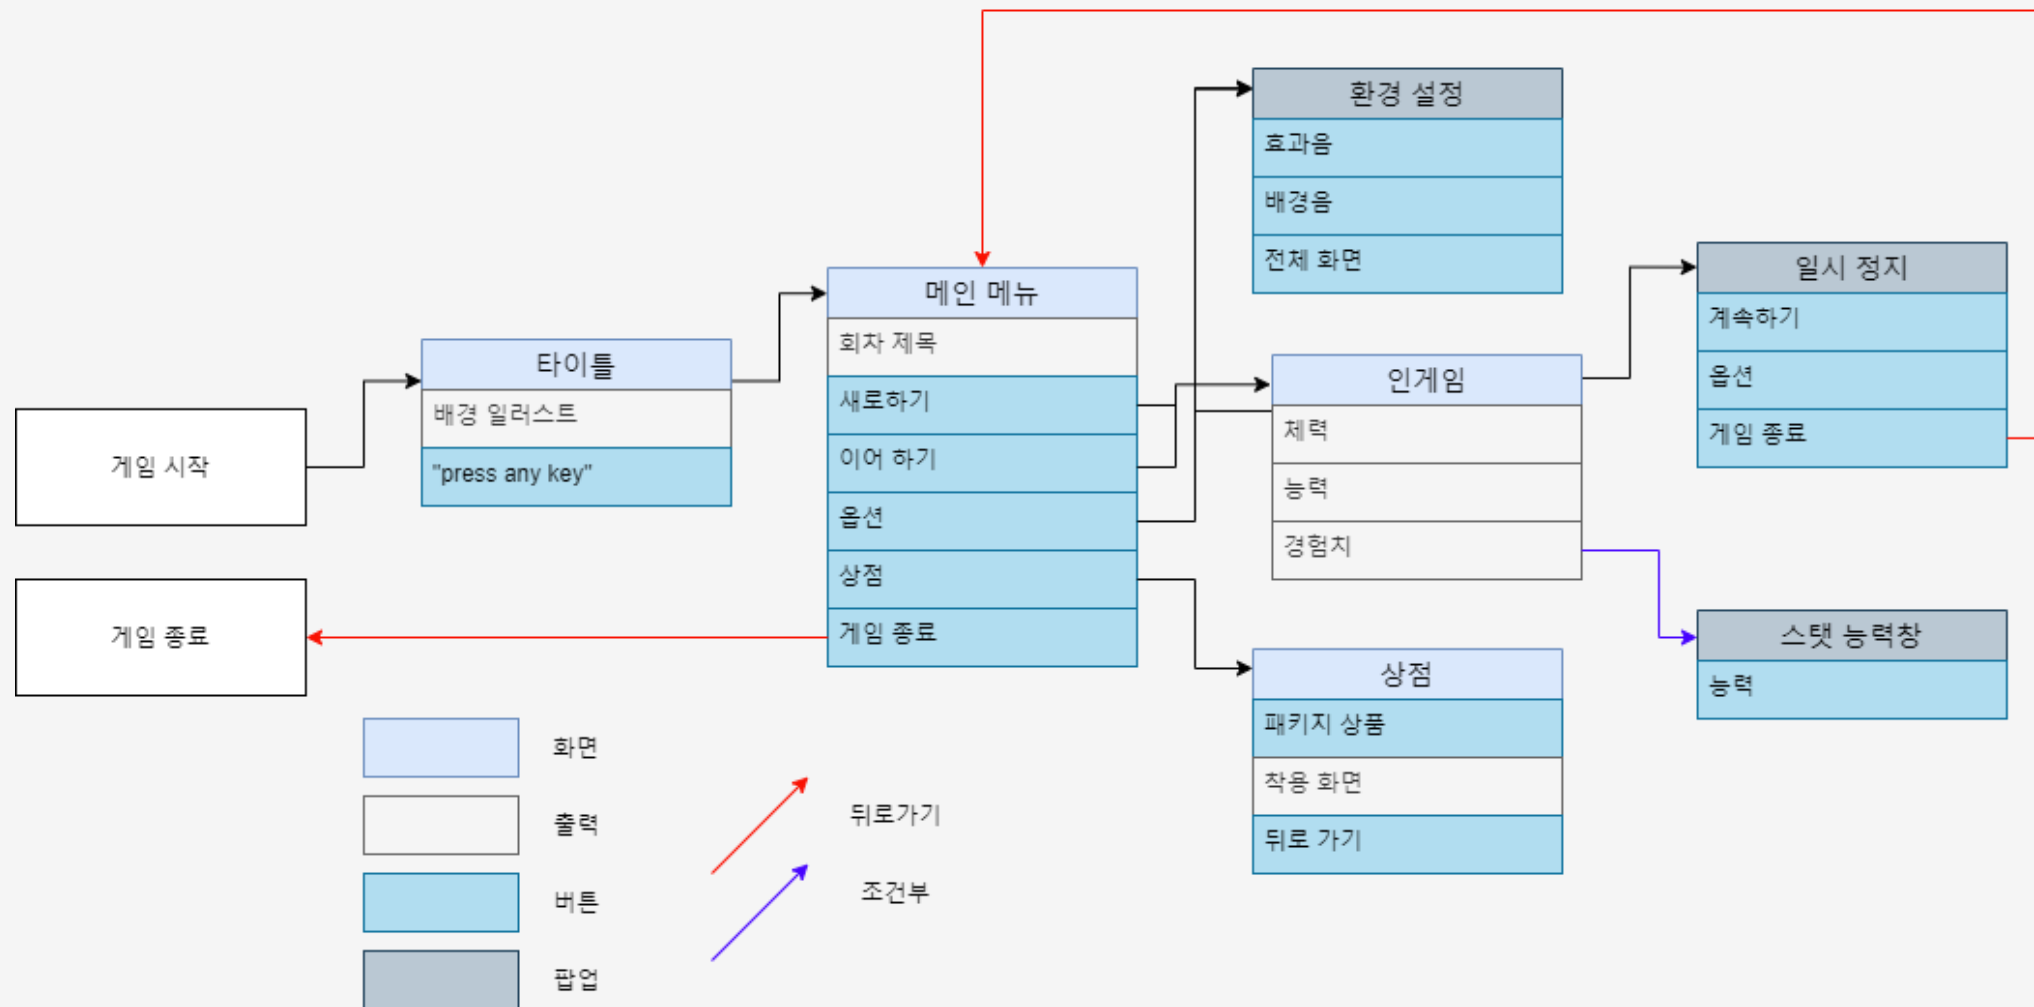 환경 설정
효과음
배경음
전체 화면
일시 정지
계속하기
옵션
게임 종료
메인 메뉴
회차 제목
새로하기
이어 하기
옵션
상점
게임 종료
타이틀
배경 일러스트
"press any key"
게임 시작
게임 종료
인게임
체력
능력
경험치
스탯 능력창
능력
상점
패키지 상품
착용 화면
뒤로 가기
화면
출력
버튼
팝업
뒤로가기
조건부